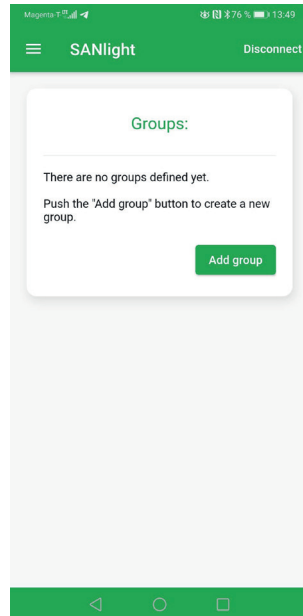 Magenta-T- 76 % 13:49
SANlight Disconnect
Groups:
There are no groups defined yet.
Push the "Add group" button to create a new
group.
Add group